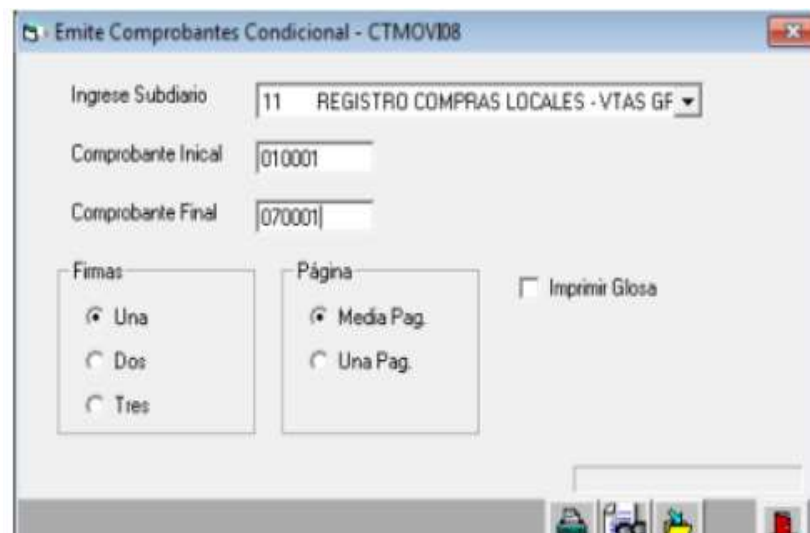 Emite Comprobantes Condicional - CTMOVI08
Ingrese Subdiario
11 REGISTRO COMPRAS LOCALES - VTAS GF
Comprobante Inical
010001
Comprobante Final
070001
Firmas
Una
Dos
Tres
Página
Media Pag.
Una Pag.
Imprimir Glosa